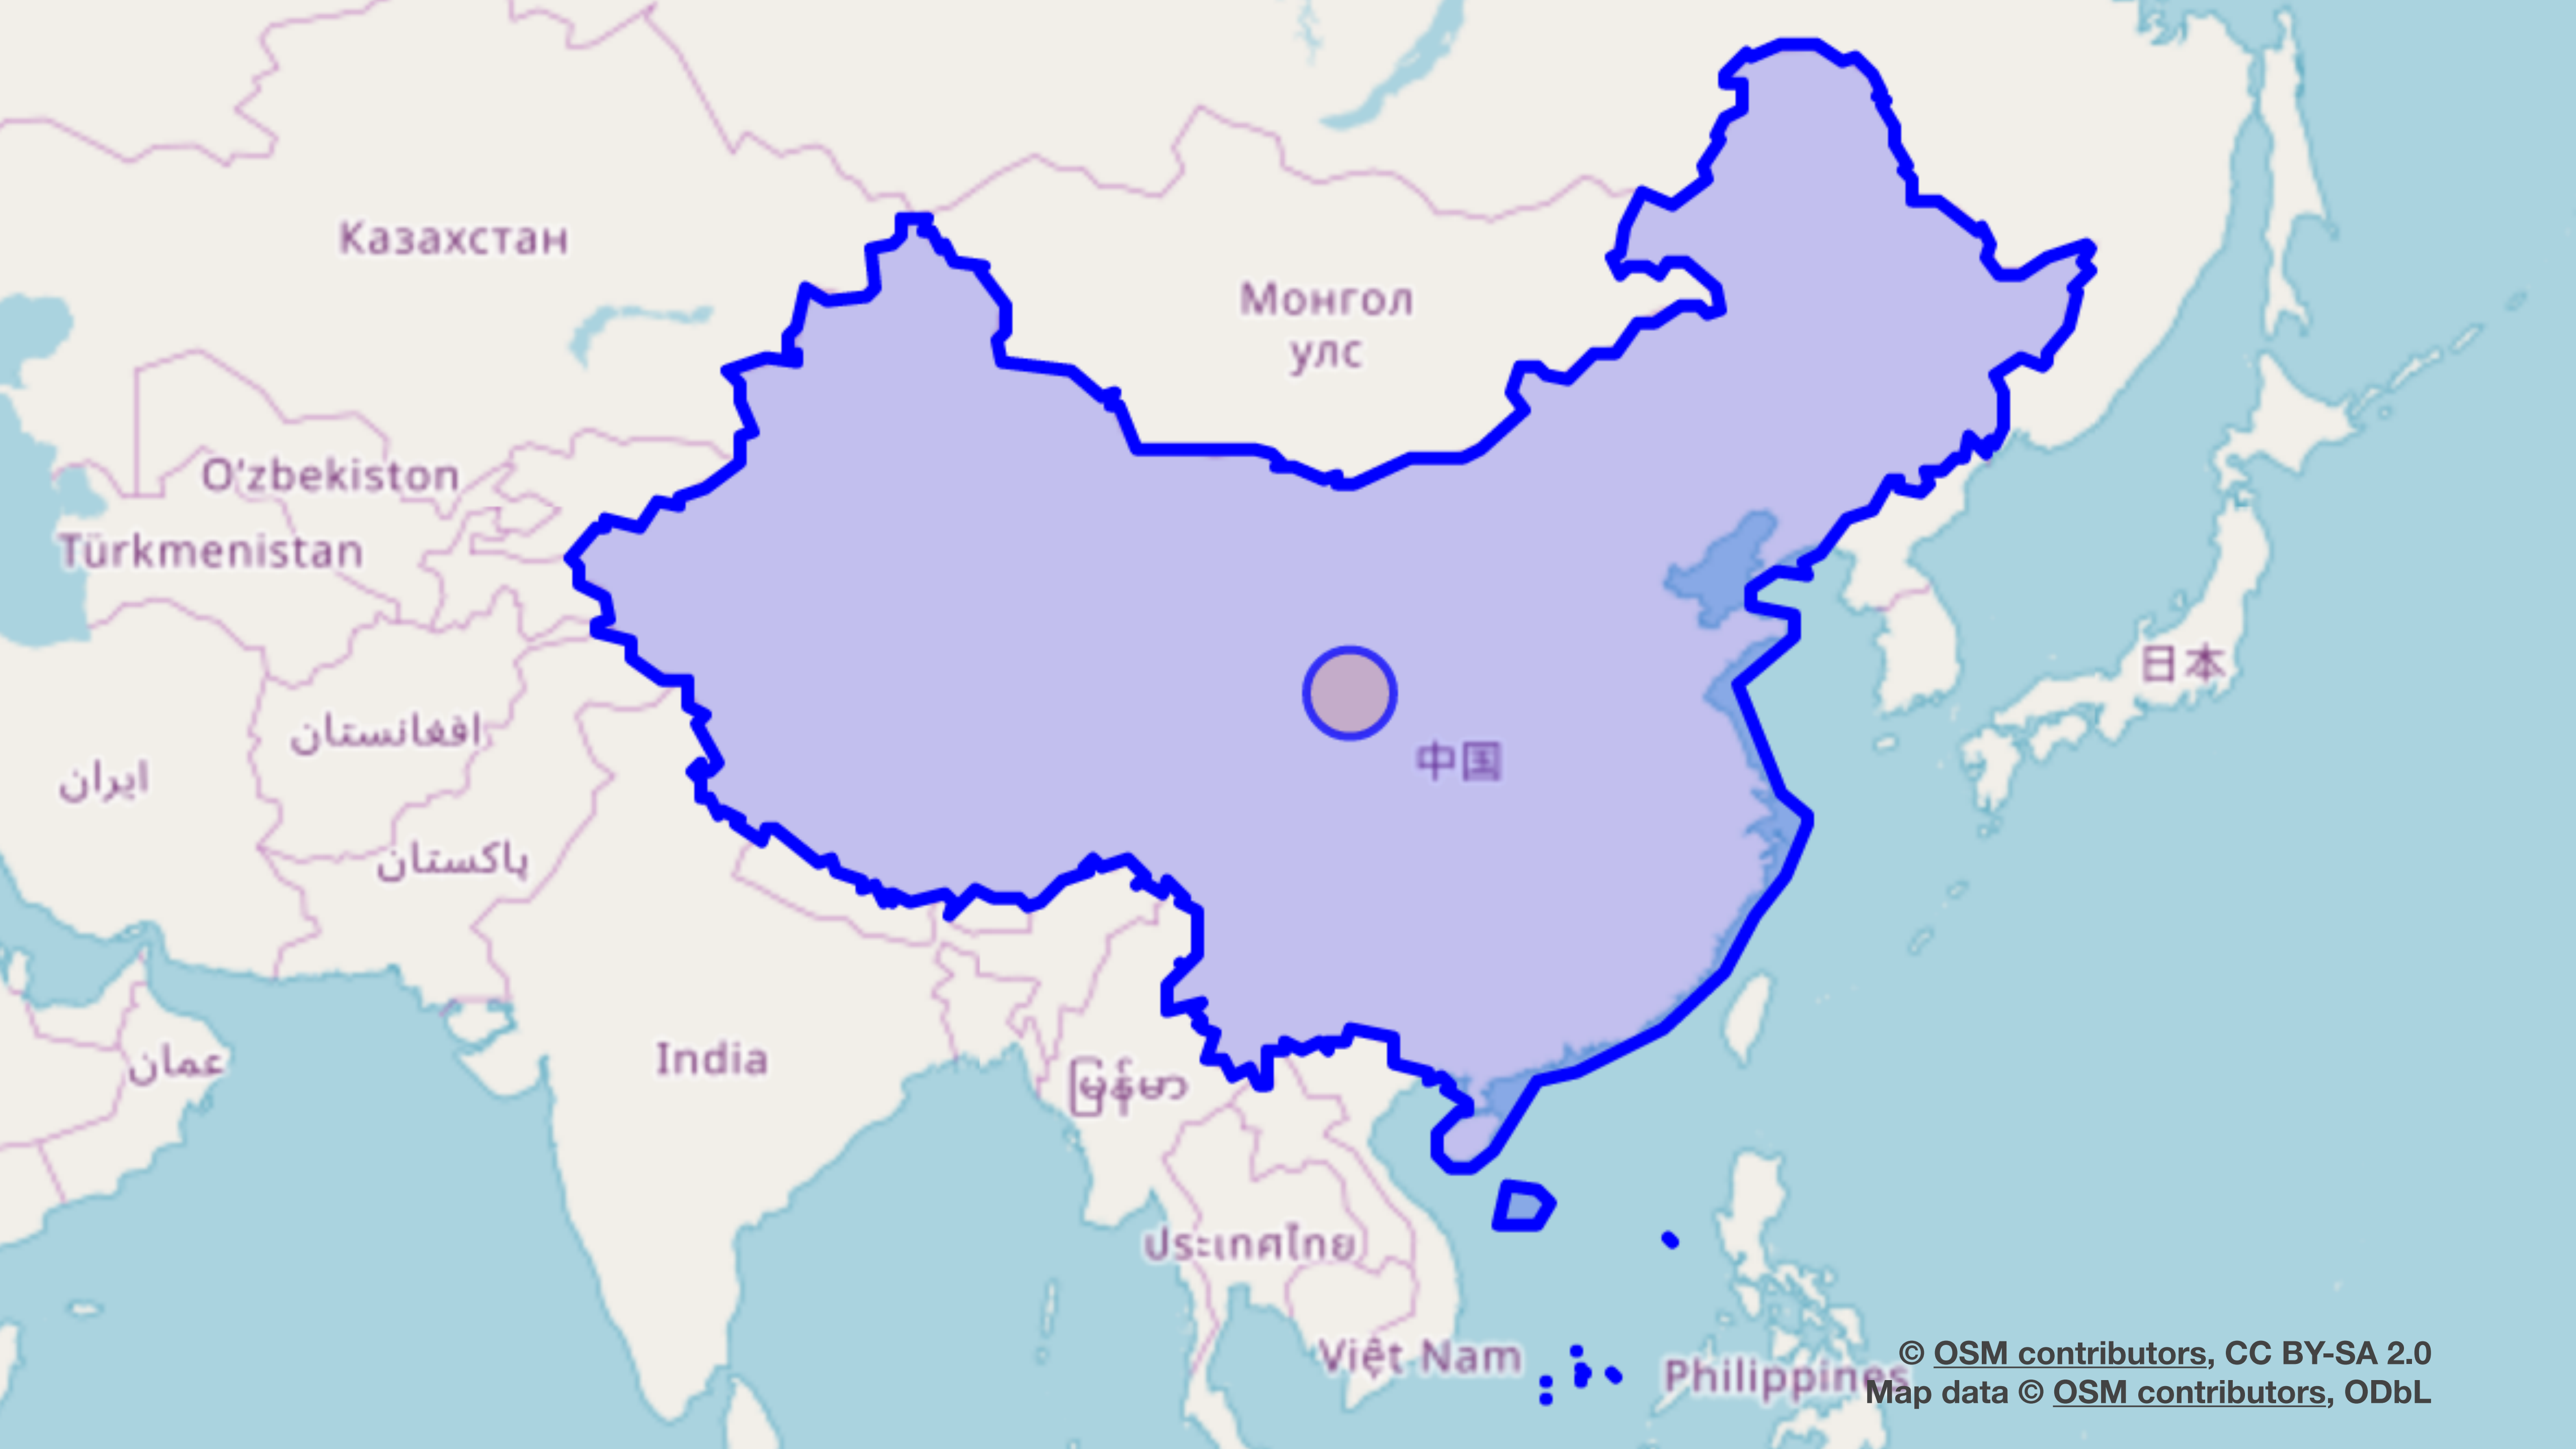 Казахстан
Монгол
улс
O'zbekiston
Türkmenistan
日本
افغانستان
ایران
中国
پاکستان
India
عمان
မြန်မာ
ประเทศไทย
Việt Nam
Philippines
© OSM contributors, CC BY-SA 2.0
Map data © OSM contributors, ODbL